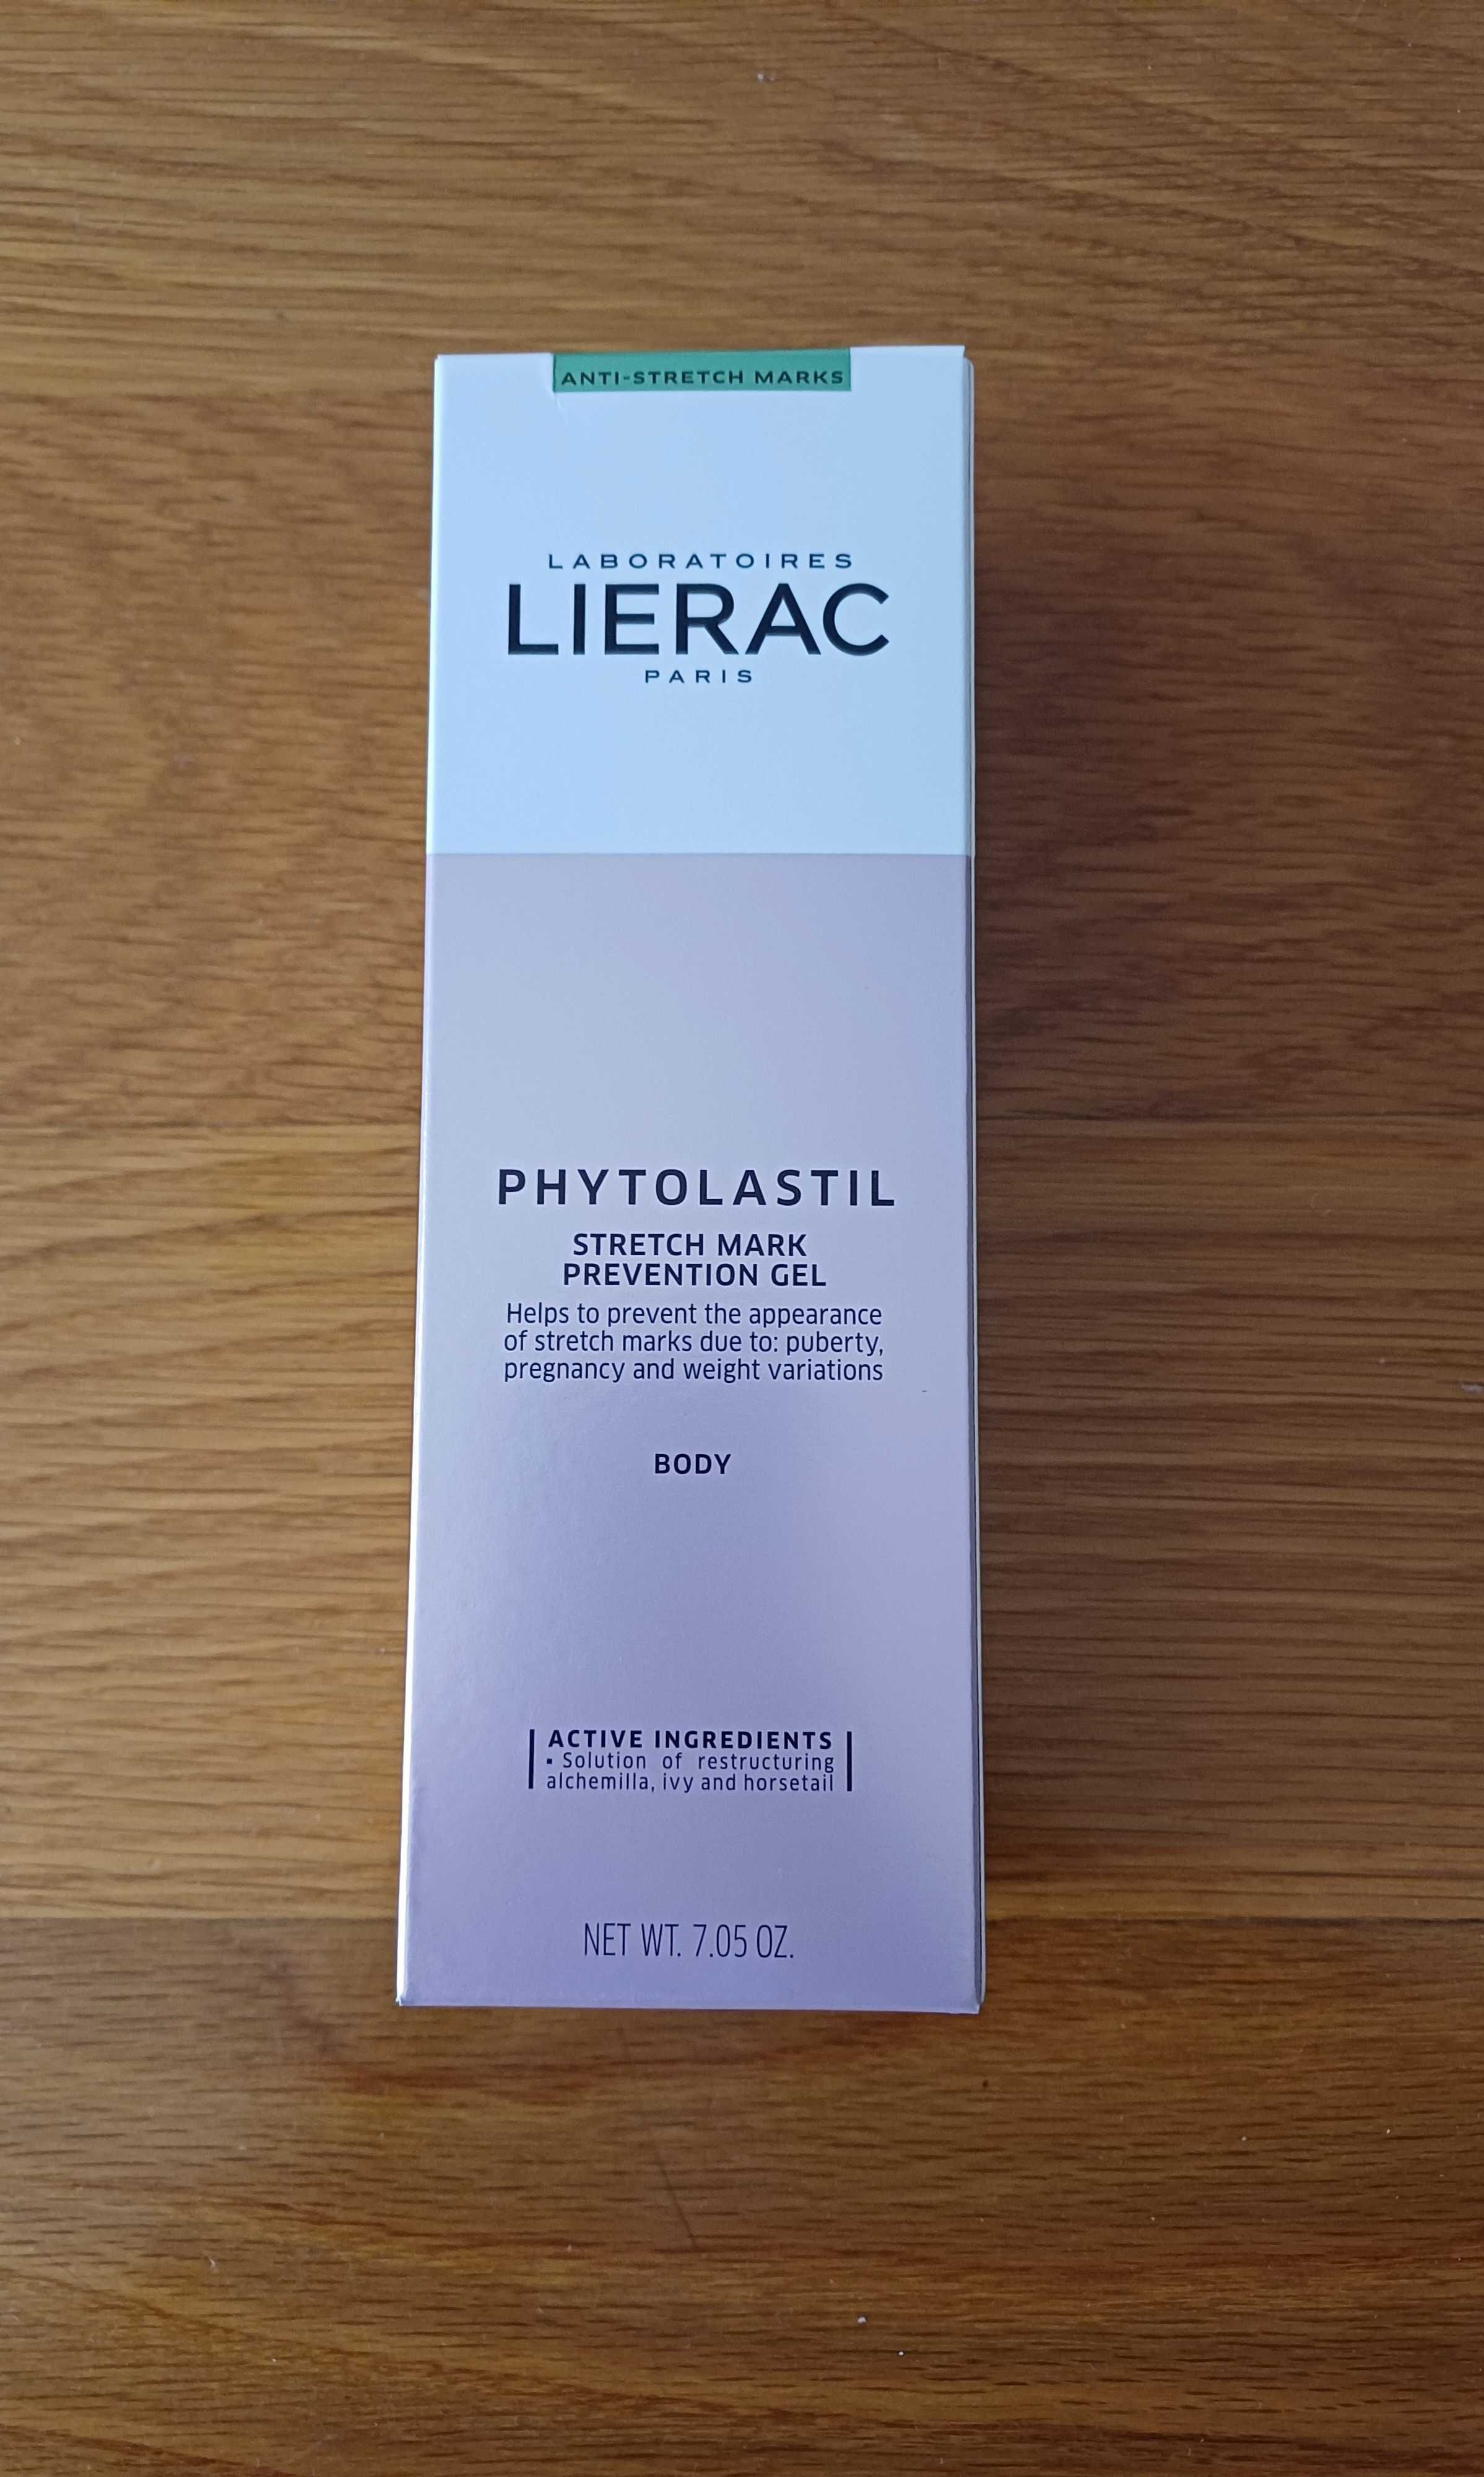 ANTI-STRETCH MARKS
LABORATOIRES
LIERAC
PARIS
PHYTOLASTIL
STRETCH MARK
PREVENTION GEL
Helps to prevent the appearance
of stretch marks due to: puberty,
pregnancy and weight variations
BODY
ACTIVE INGREDIENTS
▪ Solution of restructuring
alchemilla, ivy and horsetail
NET WT. 7.05 OZ.